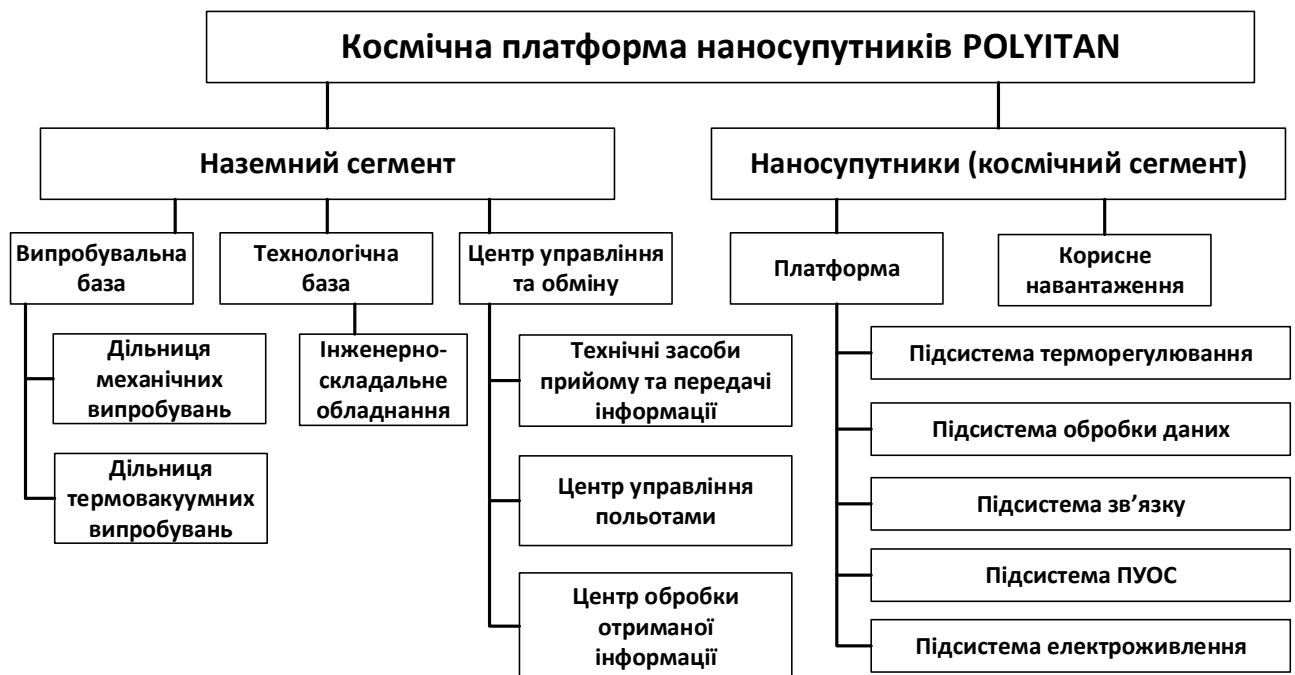 Космічна платформа наносупутників POLYITAN
Наземний сегмент
Наносупутники (космічний сегмент)
Випробувальна
база
Технологічна
база
Центр управління
та обміну
Платформа
Корисне
навантаження
Дільниця
механічних
випробувань
Дільниця
термовакуумних
випробувань
Інженерно-
складальне
обладнання
Технічні засоби
прийому та передачі
інформації
Центр управління
польотами
Центр обробки
отриманої
інформації
Підсистема терморегулювання
Підсистема обробки даних
Підсистема зв’язку
Підсистема ПУОС
Підсистема електроживлення